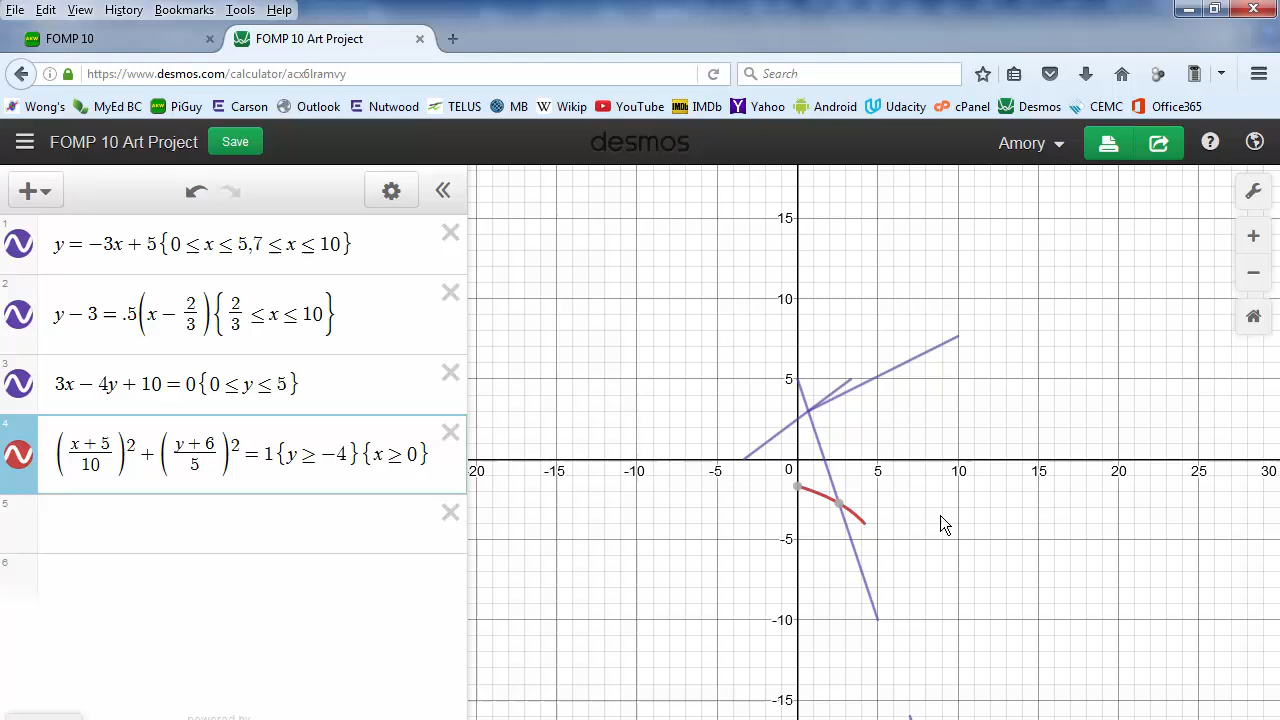 File Edit View History Bookmarks Tools Help
FOMP 10 × FOMP 10 Art Project × +
https://www.desmos.com/calculator/acx6lramvy Search
Wong's MyED BC PiGuy Carson Outlook Nutwood TELUS MB Wikip YouTube IMDb Yahoo Android Udacity cPanel Desmos CEMC Office365
FOMP 10 Art Project Save desmos Amory ?
1 y = −3x + 5{0 ≤ x ≤ 5,7 ≤ x ≤ 10}
2 y − 3 = .5(x − 2/3){2/3 ≤ x ≤ 10}
3 3x − 4y + 10 = 0{0 ≤ y ≤ 5}
4 ((x + 5)/10)2 + ((y + 6)/5)2 = 1{y ≥ −4}{x ≥ 0}
5
6
powered by
15
10
5
20 -15 -10 -5 0 5 10 15 20 25 30
-5
-10
-15